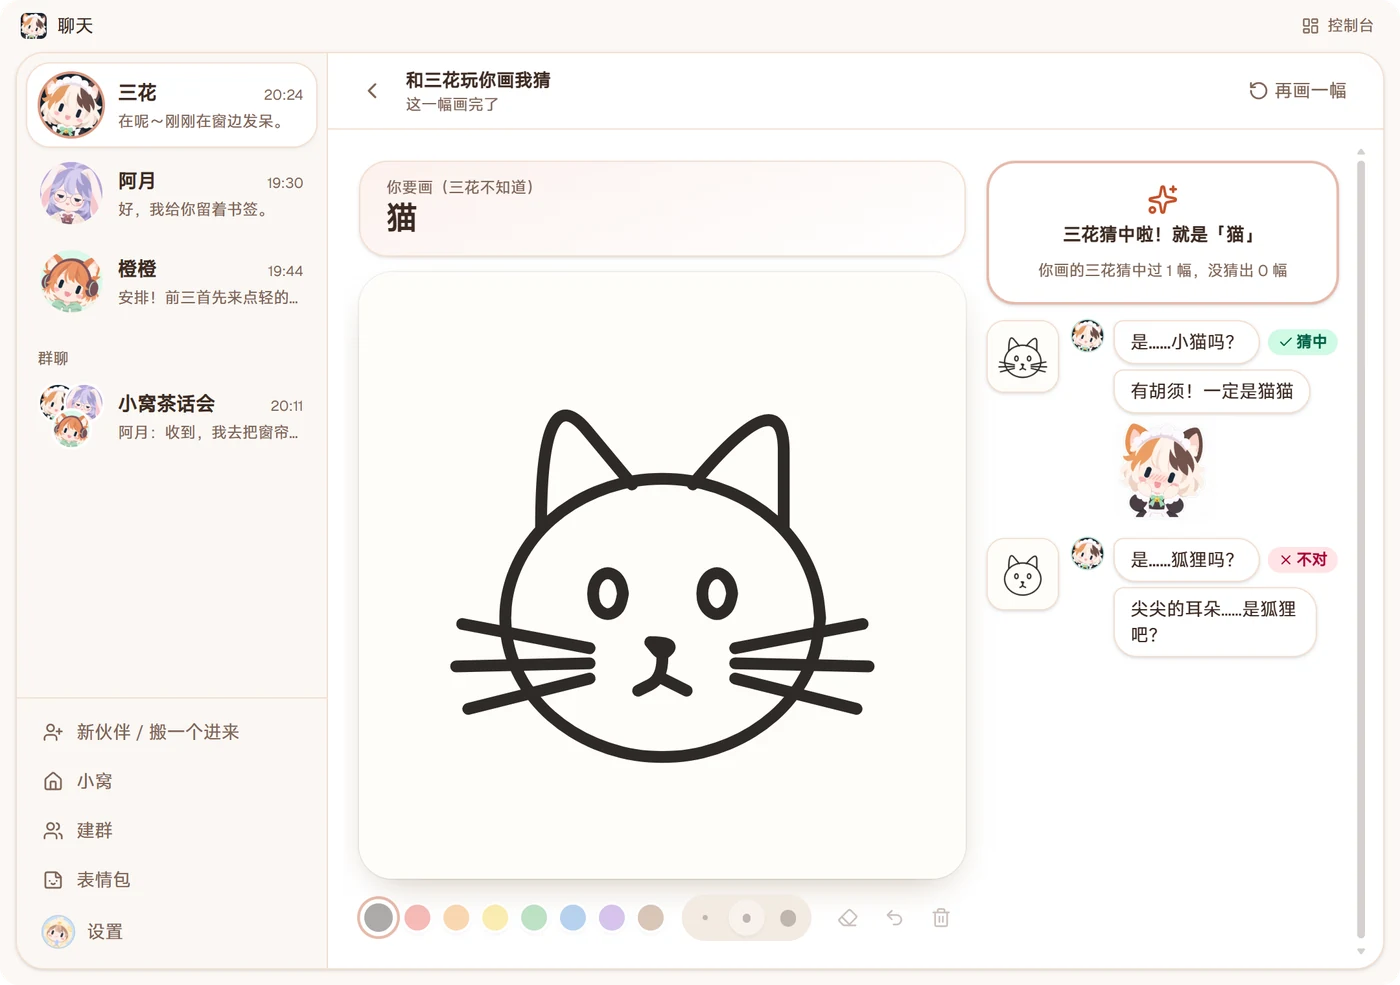 聊天
控制台
三花
20:24
在呢～刚刚在窗边发呆。
阿月
19:30
好，我给你留着书签。
橙橙
19:44
安排！前三首先来点轻的...
群聊
小窝茶话会
20:11
阿月：收到，我去把窗帘...
新伙伴 / 搬一个进来
小窝
建群
表情包
设置
和三花玩你画我猜
这一幅画完了
再画一幅
你要画（三花不知道）
猫
三花猜中啦！就是「猫」
你画的三花猜中过 1 幅，没猜出 0 幅
是……小猫吗？
猜中
有胡须！一定是猫猫
是……狐狸吗？
不对
尖尖的耳朵……是狐狸
吧？